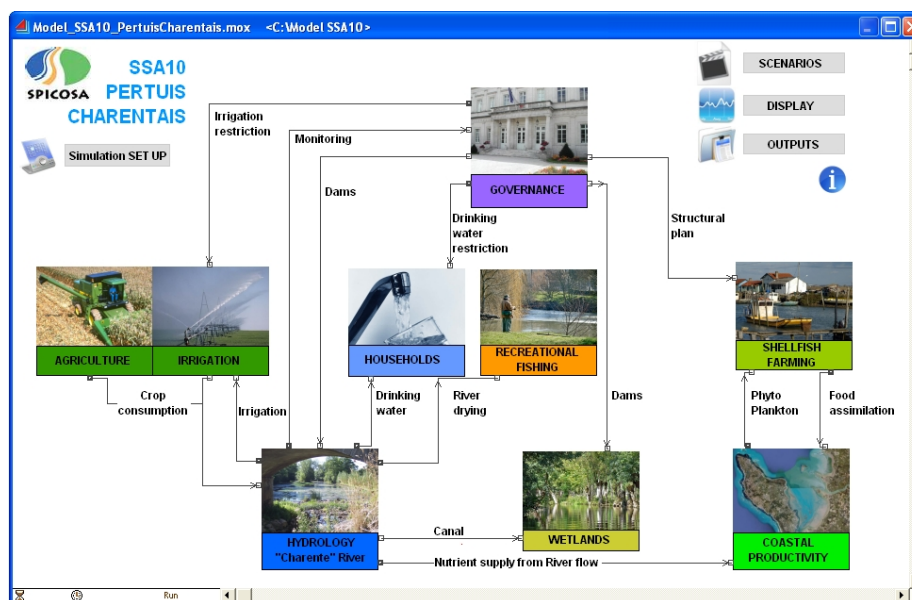 Model_SSA10_PertuisCharentais.mox <C:\Model SSA10>
SPICOSA
SSA10
PERTUIS
CHARENTAIS
Simulation SET UP
SCENARIOS
DISPLAY
OUTPUTS
i
Irrigation
restriction
Monitoring
Dams
GOVERNANCE
Drinking
water
restriction
Structural
plan
AGRICULTURE
IRRIGATION
HOUSEHOLDS
RECREATIONAL
FISHING
SHELLFISH
FARMING
Crop
consumption
Irrigation
Drinking
water
River
drying
Dams
Phyto
Plankton
Food
assimilation
HYDROLOGY
"Charente" River
Canal
WETLANDS
Nutrient supply from River flow
COASTAL
PRODUCTIVITY
Run